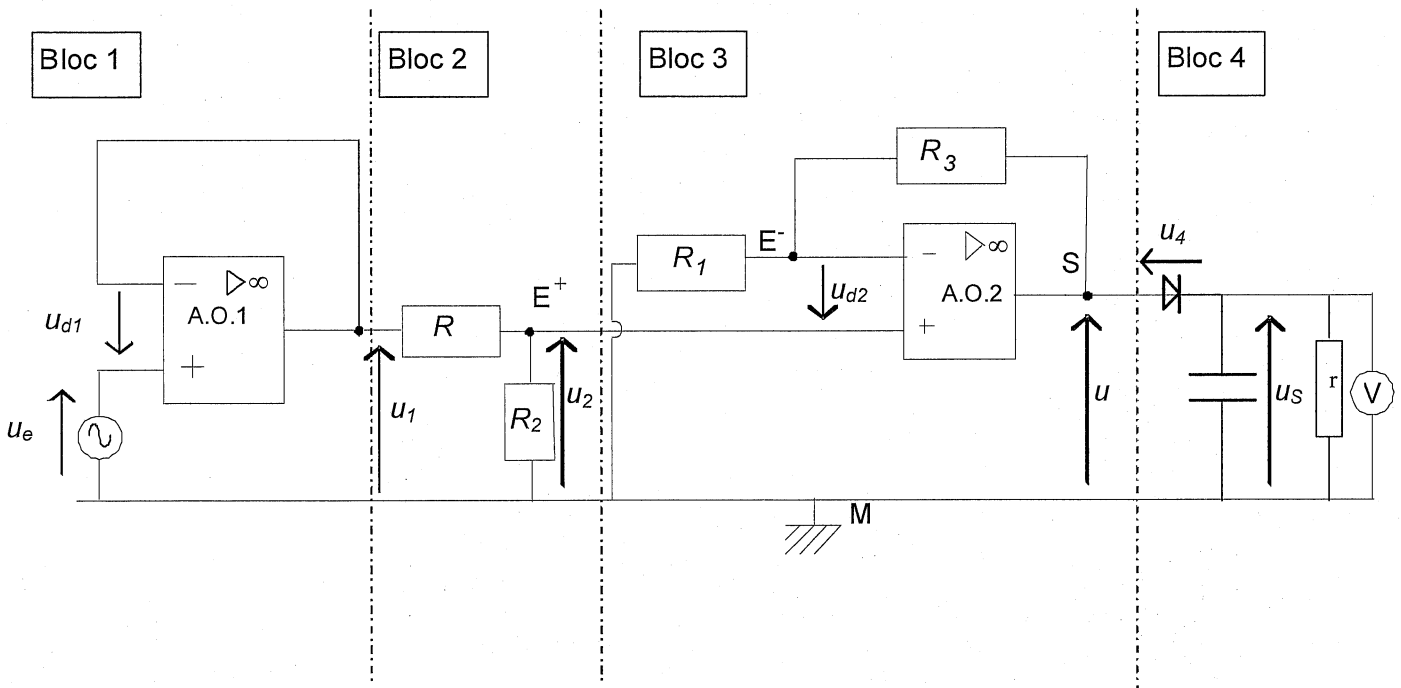 Bloc 1
Bloc 2
Bloc 3
Bloc 4
R3
E-
R1
u4
S
▷∞
A.O.1
ud1
−
+
E+
R
ud2
▷∞
A.O.2
−
+
ue
u1
R2
u2
u
uS
r
V
M